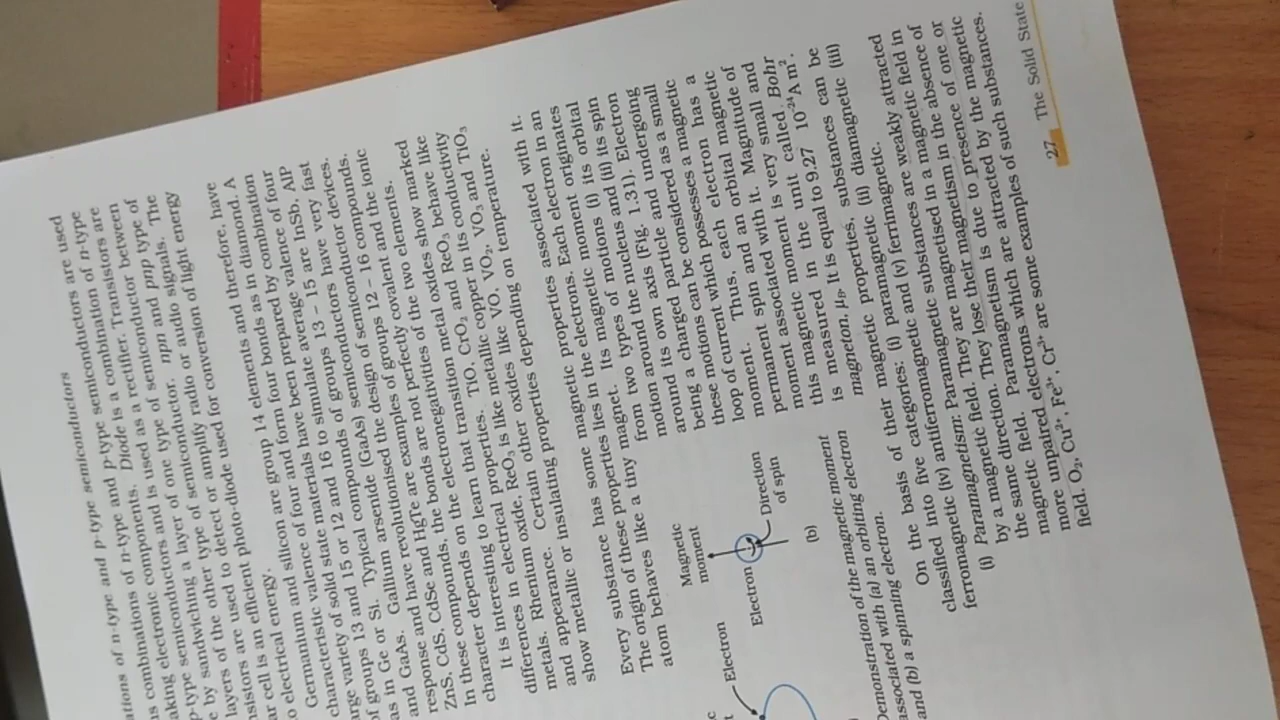 ations of n-type and p-type semiconductors
us combinations of n-type and p-type semiconductors are used
aking electronic components. Diode is a combination of n-type
p-type semiconductors and is used as a rectifier. Transistors are
e by sandwiching a layer of one type of semiconductor between
layers of the other type of semiconductor. npn and pnp type of
nsistors are used to detect or amplify radio or audio signals. The
ar cell is an efficient photo-diode used for conversion of light energy
o electrical energy.
Germanium and silicon are group 14 elements and therefore, have
characteristic valence of four and form four bonds as in diamond. A
arge variety of solid state materials have been prepared by combination
of groups 13 and 15 or 12 and 16 to simulate average valence of four
as in Ge or Si. Typical compounds of groups 13 – 15 are InSb, AlP
and GaAs. Gallium arsenide (GaAs) semiconductors have very fast
response and have revolutionised the design of semiconductor devices.
ZnS, CdS, CdSe and HgTe are examples of groups 12 – 16 compounds.
In these compounds, the bonds are not perfectly covalent and the ionic
character depends on the electronegativities of the two elements.
It is interesting to learn that transition metal oxides show marked
differences in electrical properties. TiO, CrO₂ and ReO₃ behave like
metals. Rhenium oxide, ReO₃ is like metallic copper in its conductivity
and appearance. Certain other oxides like VO, VO₂, VO₃ and TiO₃
show metallic or insulating properties depending on temperature.
Every substance has some magnetic properties associated with it.
The origin of these properties lies in the electrons. Each electron in an
atom behaves like a tiny magnet. Its magnetic moment originates
from two types of motions (i) its orbital
motion around the nucleus and (ii) its spin
around its own axis (Fig. 1.31). Electron
being a charged particle and undergoing
these motions can be considered as a small
loop of current which possesses a magnetic
moment. Thus, each electron has a
permanent spin and an orbital magnetic
moment associated with it. Magnitude of
this magnetic moment is very small and
is measured in the unit called Bohr
magneton, μB. It is equal to 9.27 10⁻²⁴A m².
Electron
Magnetic
moment
Electron
Direction
of spin
(b)
Demonstration of the magnetic moment
associated with (a) an orbiting electron
and (b) a spinning electron.
On the basis of their magnetic properties, substances can be
classified into five categories: (i) paramagnetic (ii) diamagnetic (iii)
ferromagnetic (iv) antiferromagnetic and (v) ferrimagnetic.
(i) Paramagnetism: Paramagnetic substances are weakly attracted
by a magnetic field. They are magnetised in a magnetic field in
the same direction. They lose their magnetism in the absence of
magnetic field. Paramagnetism is due to presence of one or
more unpaired electrons which are attracted by the magnetic
field. O₂, Cu²⁺, Fe³⁺, Cr³⁺ are some examples of such substances.
27 The Solid State